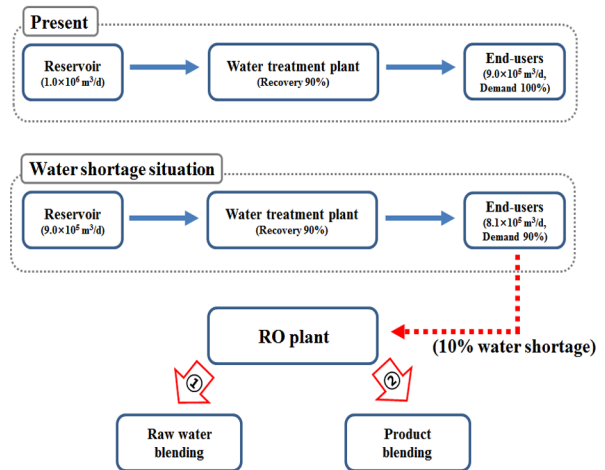 Present
Reservoir
(1.0×10⁶ m³/d)
Water treatment plant
(Recovery 90%)
End-users
(9.0×10⁵ m³/d,
Demand 100%)
Water shortage situation
Reservoir
(9.0×10⁵ m³/d)
Water treatment plant
(Recovery 90%)
End-users
(8.1×10⁵ m³/d,
Demand 90%)
RO plant
(10% water shortage)
①
②
Raw water
blending
Product
blending